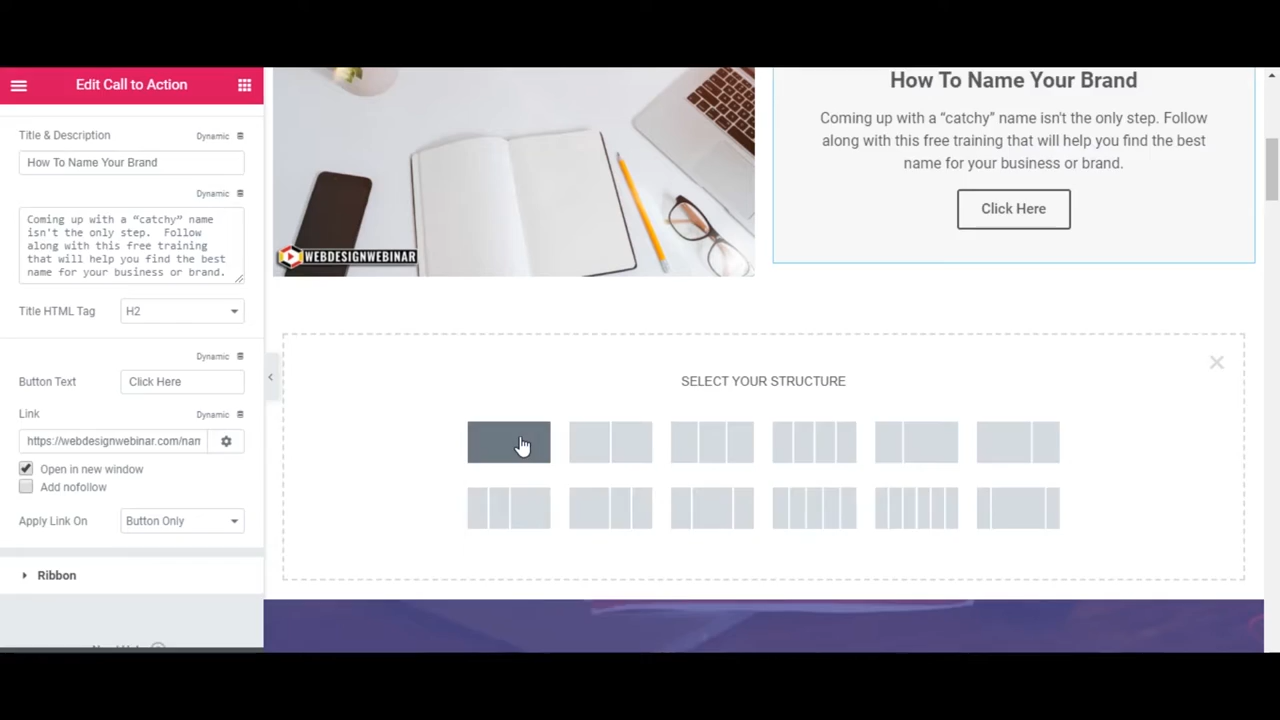 Edit Call to Action
Title & Description
Dynamic
How To Name Your Brand
Dynamic
Coming up with a “catchy” name
isn't the only step. Follow
along with this free training
that will help you find the best
name for your business or brand.
Title HTML Tag
H2
Dynamic
Button Text
Click Here
Link
Dynamic
https://webdesignwebinar.com/nam
Open in new window
Add nofollow
Apply Link On
Button Only
Ribbon
WEBDESIGNWEBINAR
How To Name Your Brand
Coming up with a “catchy” name isn't the only step. Follow
along with this free training that will help you find the best
name for your business or brand.
Click Here
SELECT YOUR STRUCTURE